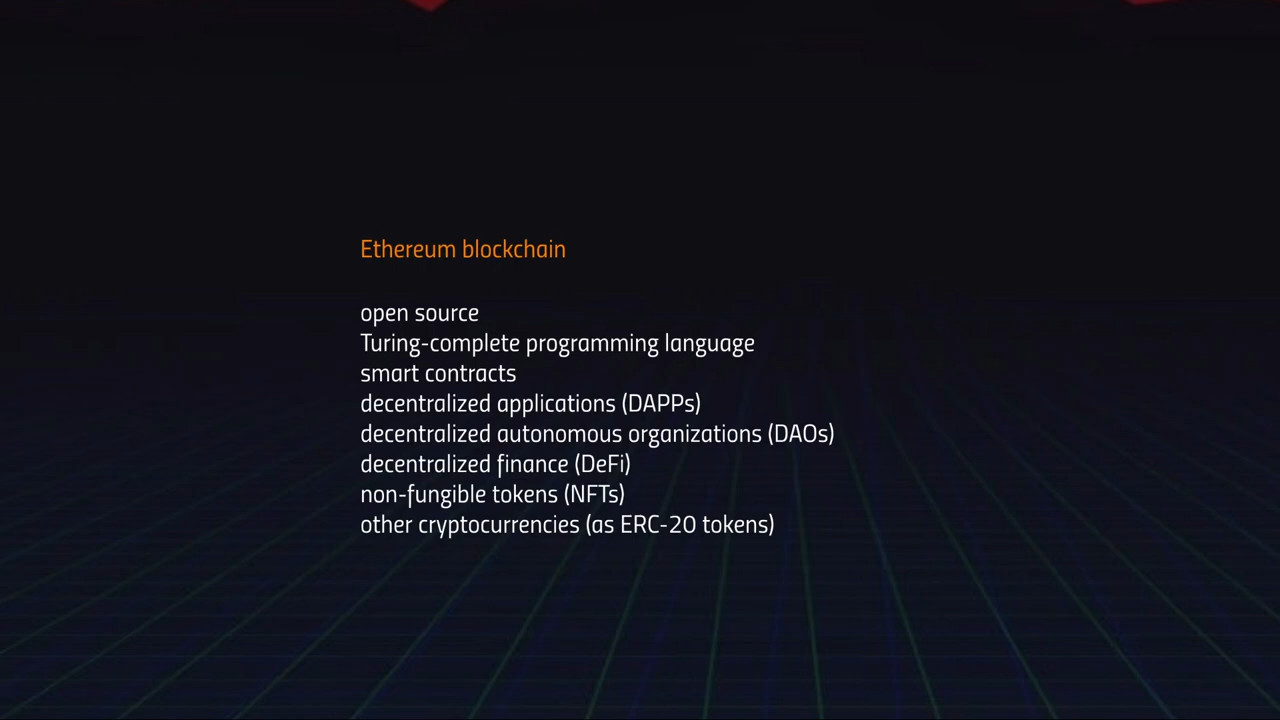 Ethereum blockchain
open source
Turing-complete programming language
smart contracts
decentralized applications (DAPPs)
decentralized autonomous organizations (DAOs)
decentralized finance (DeFi)
non-fungible tokens (NFTs)
other cryptocurrencies (as ERC-20 tokens)